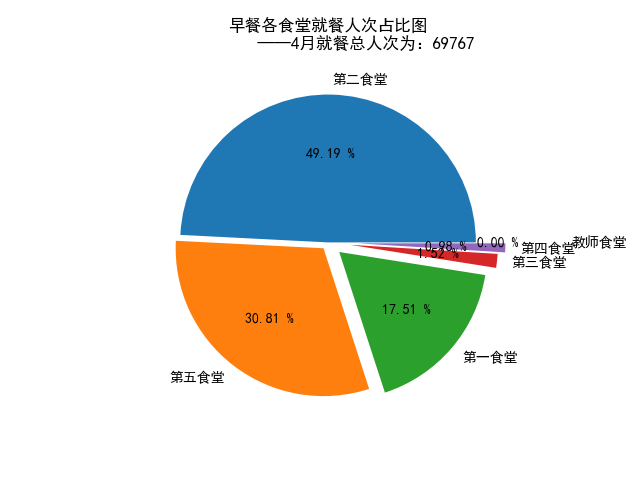 早餐各食堂就餐人次占比图
——4月就餐总人次为：69767
第二食堂
49.19 %
第五食堂
30.81 %
第一食堂
17.51 %
第三食堂
1.52 %
第四食堂
0.98 %
教师食堂
0.00 %